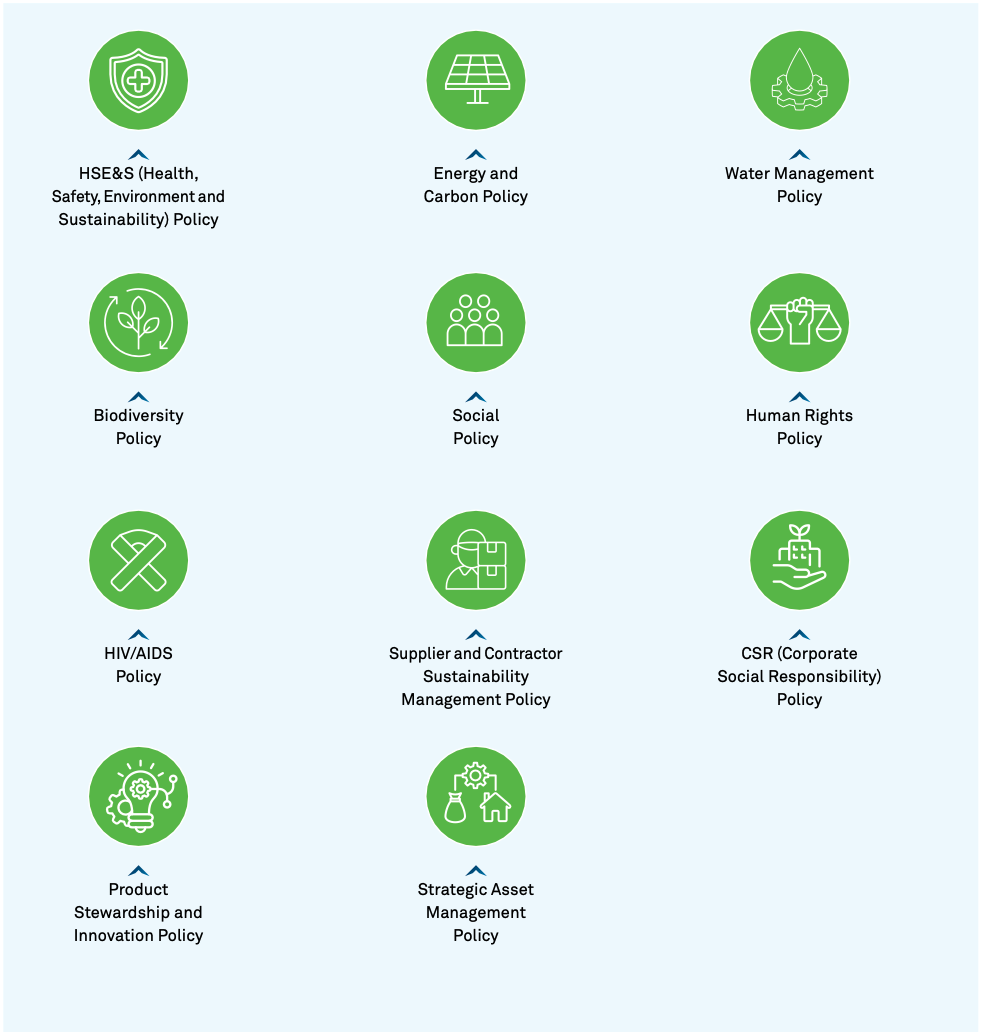 HSE&S (Health,
Safety, Environment and
Sustainability) Policy
Energy and
Carbon Policy
Water Management
Policy
Biodiversity
Policy
Social
Policy
Human Rights
Policy
HIV/AIDS
Policy
Supplier and Contractor
Sustainability
Management Policy
CSR (Corporate
Social Responsibility)
Policy
Product
Stewardship and
Innovation Policy
Strategic Asset
Management
Policy